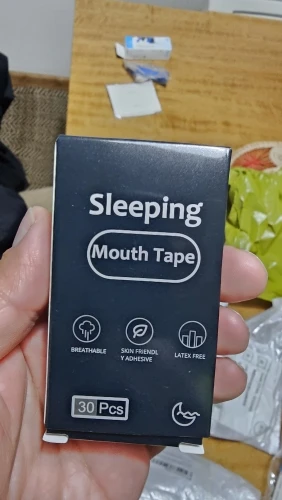 Sleeping
Mouth Tape
BREATHABLE
SKIN FRIENDL
Y ADHESIVE
LATEX FREE
30 Pcs